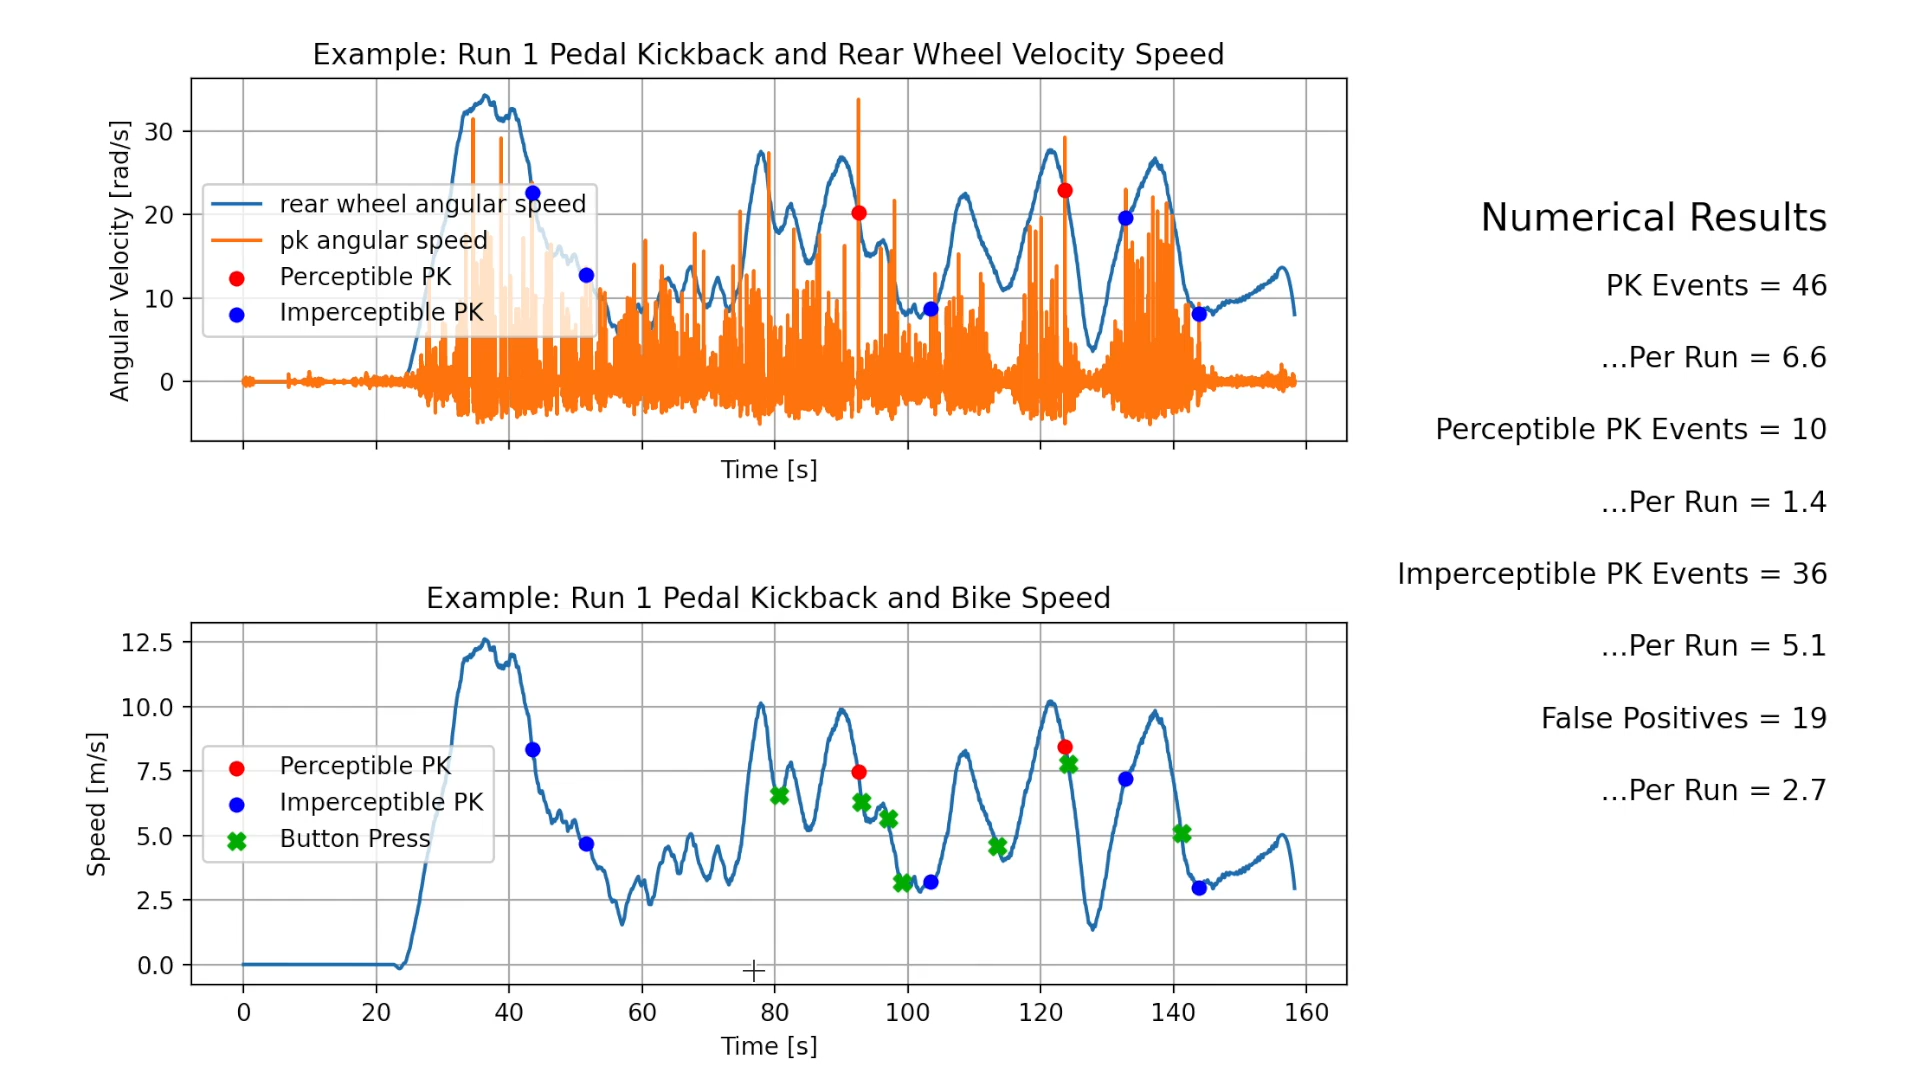 Example: Run 1 Pedal Kickback and Rear Wheel Velocity Speed
Angular Velocity [rad/s]
30
20
10
0
rear wheel angular speed
pk angular speed
Perceptible PK
Imperceptible PK
Time [s]
Example: Run 1 Pedal Kickback and Bike Speed
Speed [m/s]
12.5
10.0
7.5
5.0
2.5
0.0
Perceptible PK
Imperceptible PK
Button Press
0 20 40 60 80 100 120 140 160
Time [s]
Numerical Results
PK Events = 46
...Per Run = 6.6
Perceptible PK Events = 10
...Per Run = 1.4
Imperceptible PK Events = 36
...Per Run = 5.1
False Positives = 19
...Per Run = 2.7